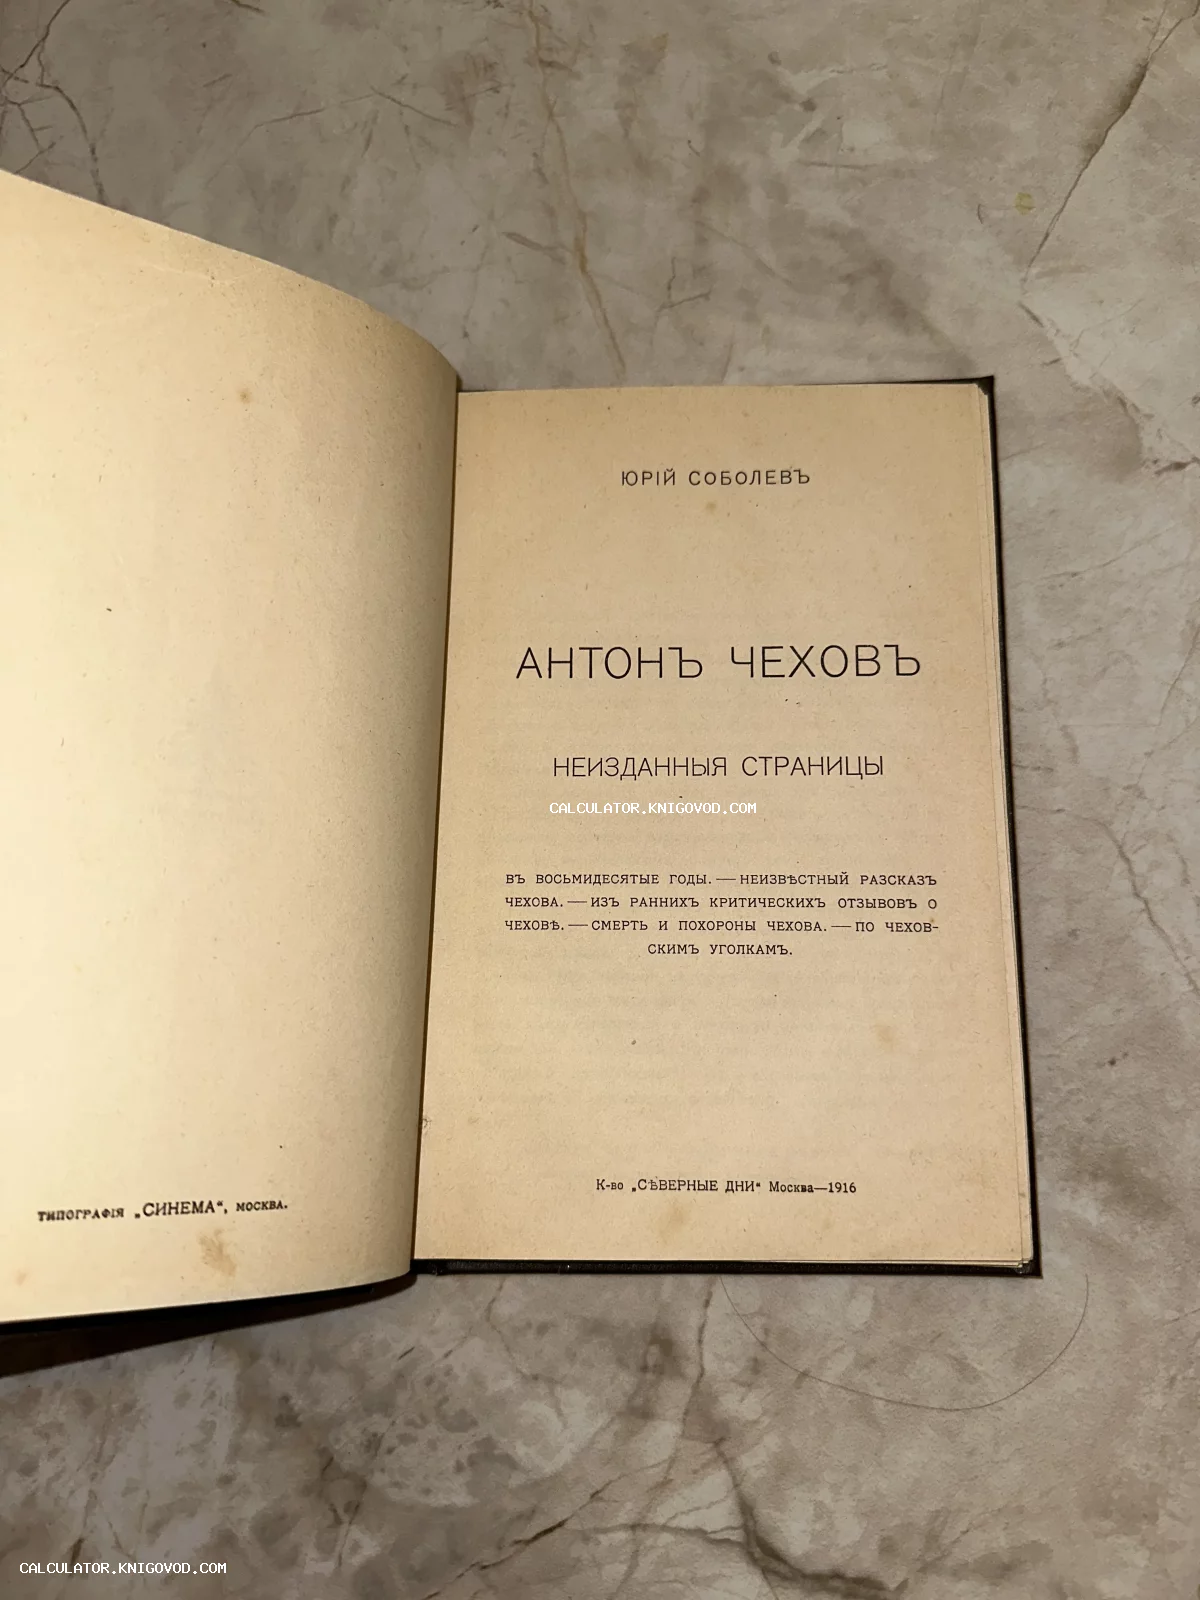 ТИПОГРАФІЯ „СИНЕМА“, МОСКВА.
ЮРІЙ СОБОЛЕВЪ
АНТОНЪ ЧЕХОВЪ
НЕИЗДАННЫЯ СТРАНИЦЫ
CALCULATOR.KNIGOVOD.COM
ВЪ ВОСЬМИДЕСЯТЫЕ ГОДЫ. — НЕИЗВѢСТНЫЙ РАЗСКАЗЪ
ЧЕХОВА. — ИЗЪ РАННИХЪ КРИТИЧЕСКИХЪ ОТЗЫВОВЪ О
ЧЕХОВѢ. — СМЕРТЬ И ПОХОРОНЫ ЧЕХОВА. — ПО ЧЕХОВ-
СКИМЪ УГОЛКАМЪ.
К-во „СѢВЕРНЫЕ ДНИ“ Москва—1916
CALCULATOR.KNIGOVOD.COM